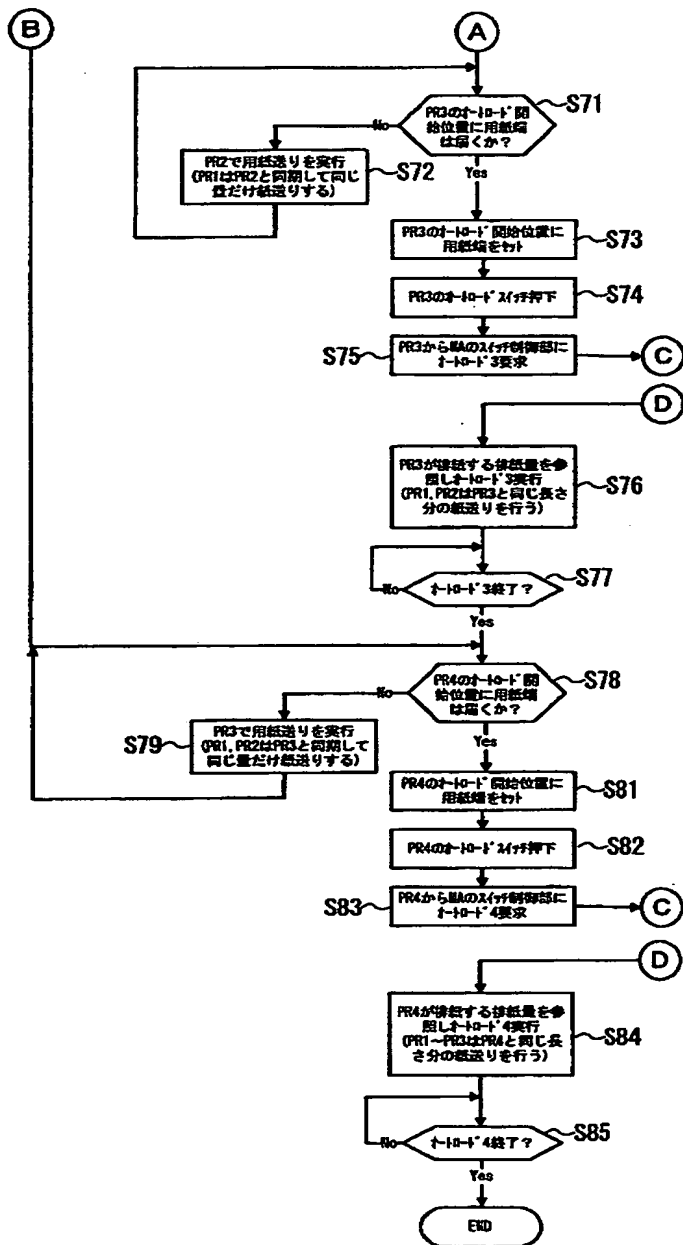 B
A
PR3のｵｰﾄﾛｰﾄﾞ開
始位置に用紙端
は届くか？
S71
No
Yes
PR2で用紙送りを実行
(PR1はPR2と同期して同じ
量だけ紙送りする)
S72
PR3のｵｰﾄﾛｰﾄﾞ開始位置に
用紙端をｾｯﾄ
S73
PR3のｵｰﾄﾛｰﾄﾞｽｲｯﾁ押下
S74
S75
PR3からMAのｽｲｯﾁ制御部に
ｵｰﾄﾛｰﾄﾞ3要求
C
D
PR3が排紙する排紙量を参
照しｵｰﾄﾛｰﾄﾞ3実行
(PR1,PR2はPR3と同じ長さ
分の紙送りを行う)
S76
ｵｰﾄﾛｰﾄﾞ3終了？
S77
No
Yes
PR4のｵｰﾄﾛｰﾄﾞ開
始位置に用紙端
は届くか？
S78
No
Yes
S79
PR3で用紙送りを実行
(PR1,PR2はPR3と同期して
同じ量だけ紙送りする)
PR4のｵｰﾄﾛｰﾄﾞ開始位置に
用紙端をｾｯﾄ
S81
PR4のｵｰﾄﾛｰﾄﾞｽｲｯﾁ押下
S82
S83
PR4からMAのｽｲｯﾁ制御部に
ｵｰﾄﾛｰﾄﾞ4要求
C
D
PR4が排紙する排紙量を参
照しｵｰﾄﾛｰﾄﾞ4実行
(PR1～PR3はPR4と同じ長
さ分の紙送りを行う)
S84
ｵｰﾄﾛｰﾄﾞ4終了？
S85
No
Yes
END